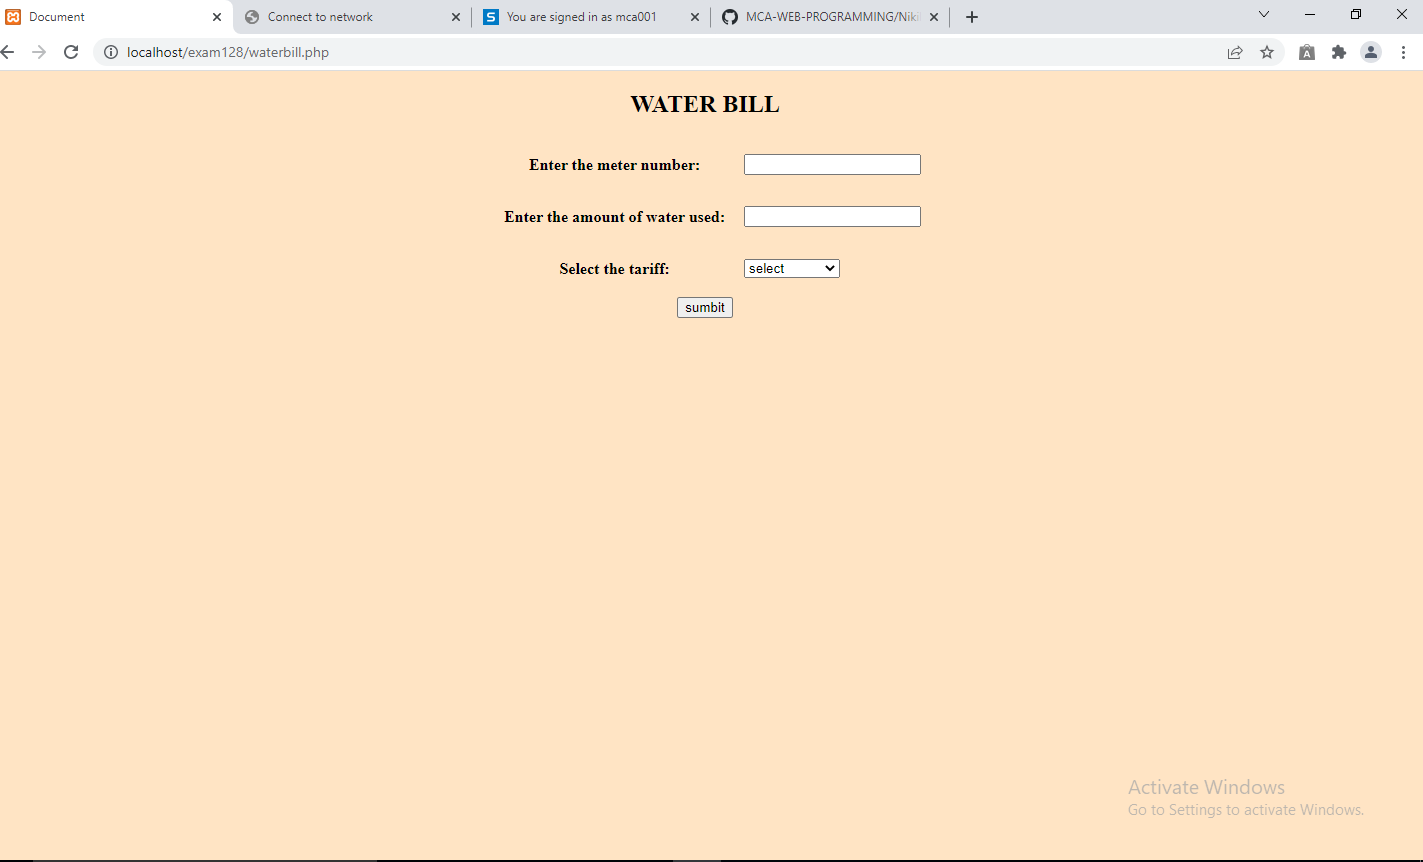 Document
Connect to network
S You are signed in as mca001
MCA-WEB-PROGRAMMING/Niki
localhost/exam128/waterbill.php
A
WATER BILL
Enter the meter number:
Enter the amount of water used:
Select the tariff: select
sumbit
Activate Windows
Go to Settings to activate Windows.